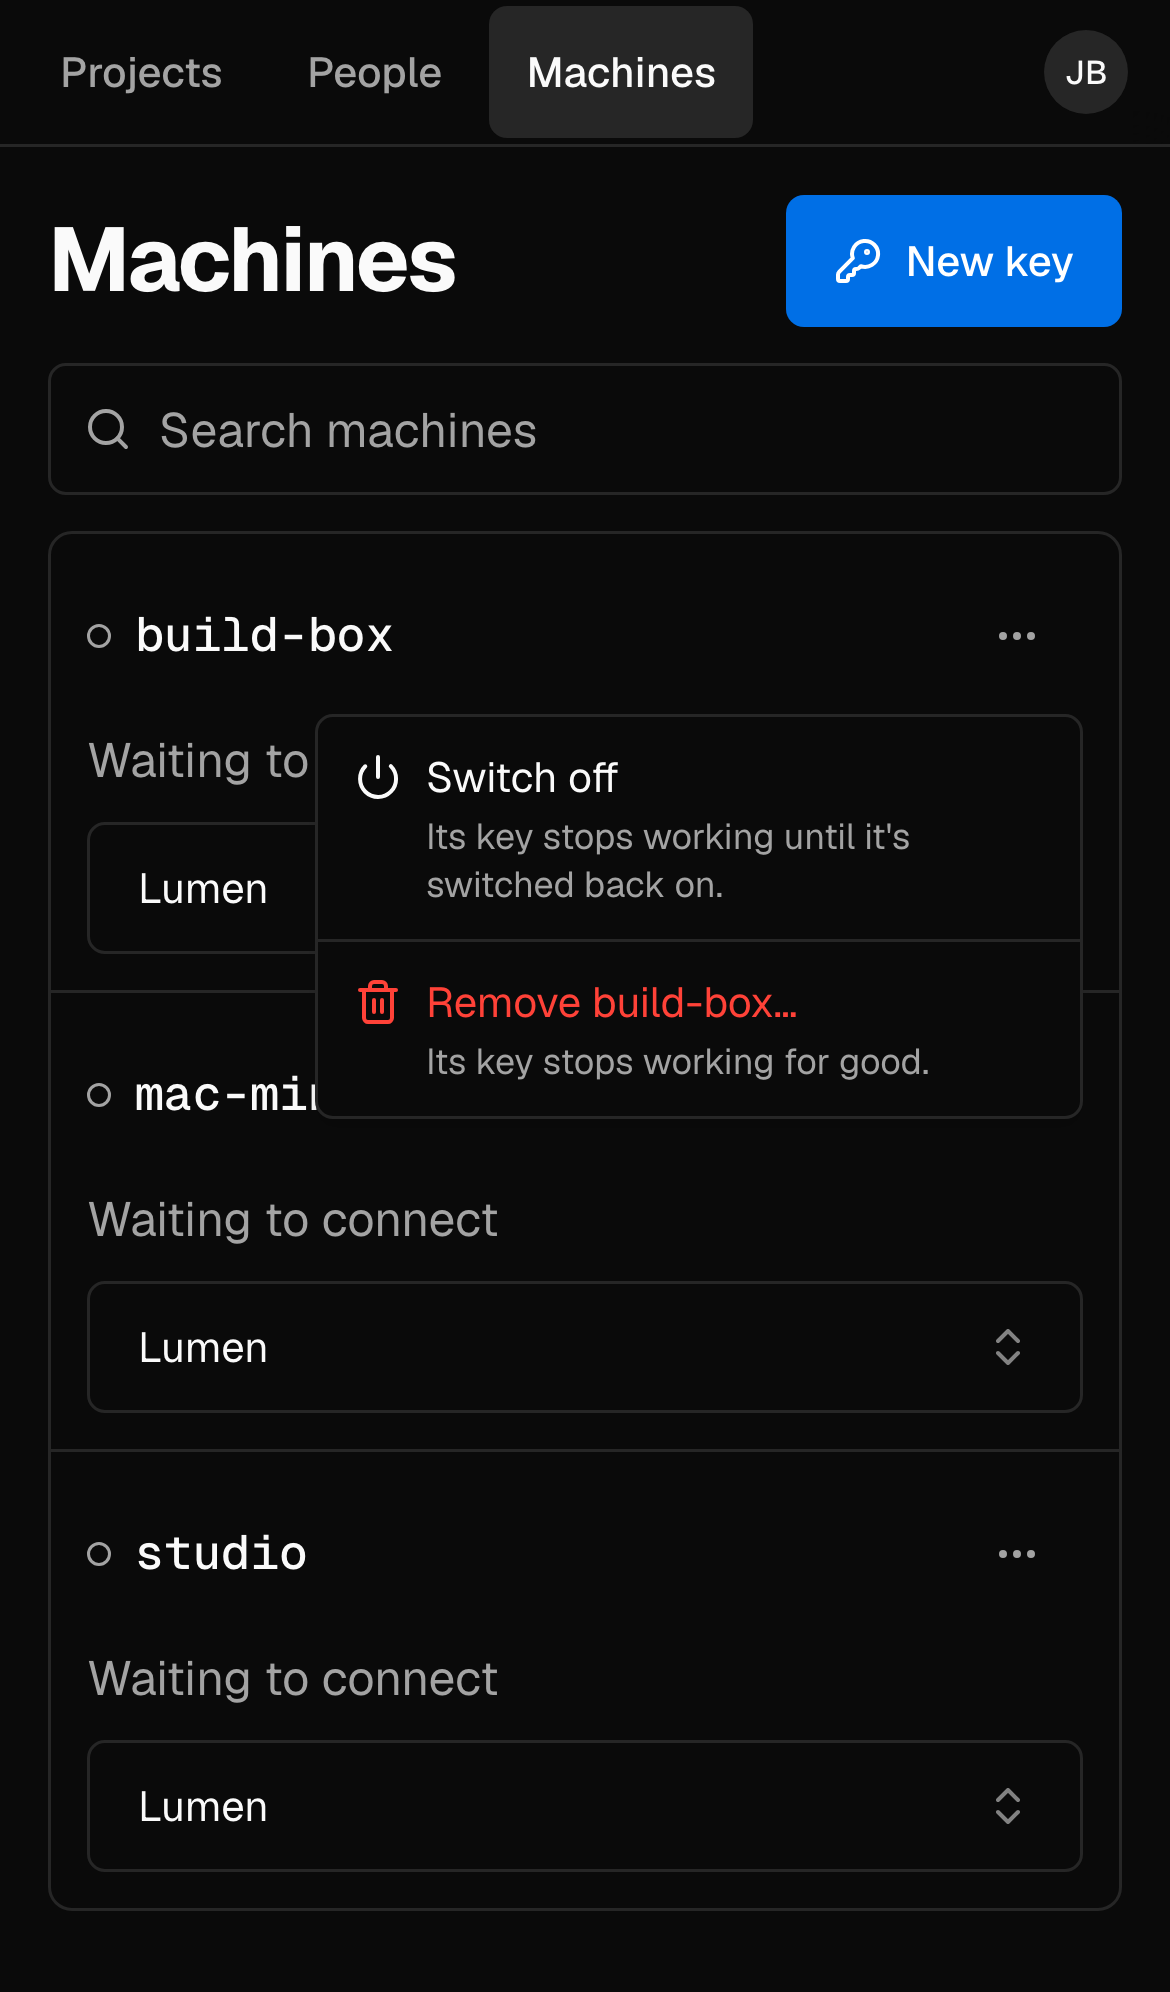 Projects People Machines JB
Machines
New key
Search machines
build-box
Waiting to
Switch off
Its key stops working until it's
switched back on.
Lumen
Remove build-box…
Its key stops working for good.
Waiting to connect
Lumen
studio
Waiting to connect
Lumen